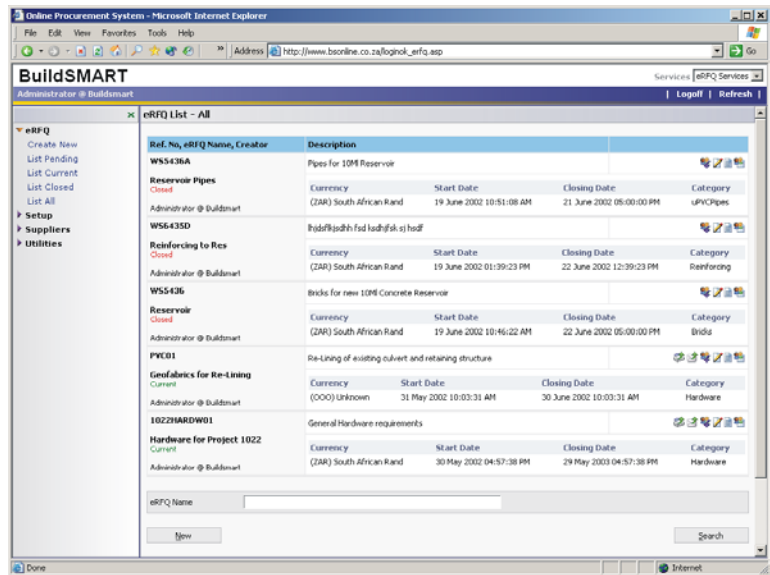 Online Procurement System - Microsoft Internet Explorer
File Edit View Favorites Tools Help
» Address http://www.bsonline.co.za/loginok_erfq.asp Go
BuildSMART
Services eRFQ Services
Administrator @ Buildsmart
| Logoff | Refresh |
eRFQ List - All
eRFQ
Create New
List Pending
List Current
List Closed
List All
Setup
Suppliers
Utilities
Ref. No, eRFQ Name, Creator Description
WS5436A Pipes for 10Ml Reservoir
Reservoir Pipes
Closed
Administrator @ Buildsmart
Currency Start Date Closing Date Category
(ZAR) South African Rand 19 June 2002 10:51:08 AM 21 June 2002 05:00:00 PM uPVCPipes
WS6435D
Reinforcing to Res
Closed
Administrator @ Buildsmart
Currency Start Date Closing Date Category
(ZAR) South African Rand 19 June 2002 01:39:23 PM 22 June 2002 12:39:23 PM Reinforcing
WS5436 Bricks for new 10Ml Concrete Reservoir
Reservoir
Closed
Administrator @ Buildsmart
Currency Start Date Closing Date Category
(ZAR) South African Rand 19 June 2002 10:46:22 AM 22 June 2002 05:00:00 PM Bricks
PVC01 Re-Lining of existing culvert and retaining structure
Geofabrics for Re-Lining
Current
Administrator @ Buildsmart
Currency Start Date Closing Date Category
(OOO) Unknown 31 May 2002 10:03:31 AM 30 June 2002 10:03:31 AM Hardware
1022HARDW01 General Hardware requirements
Hardware for Project 1022
Current
Administrator @ Buildsmart
Currency Start Date Closing Date Category
(ZAR) South African Rand 30 May 2002 04:57:38 PM 29 May 2003 04:57:38 PM Hardware
eRFQ Name
New Search
Done Internet